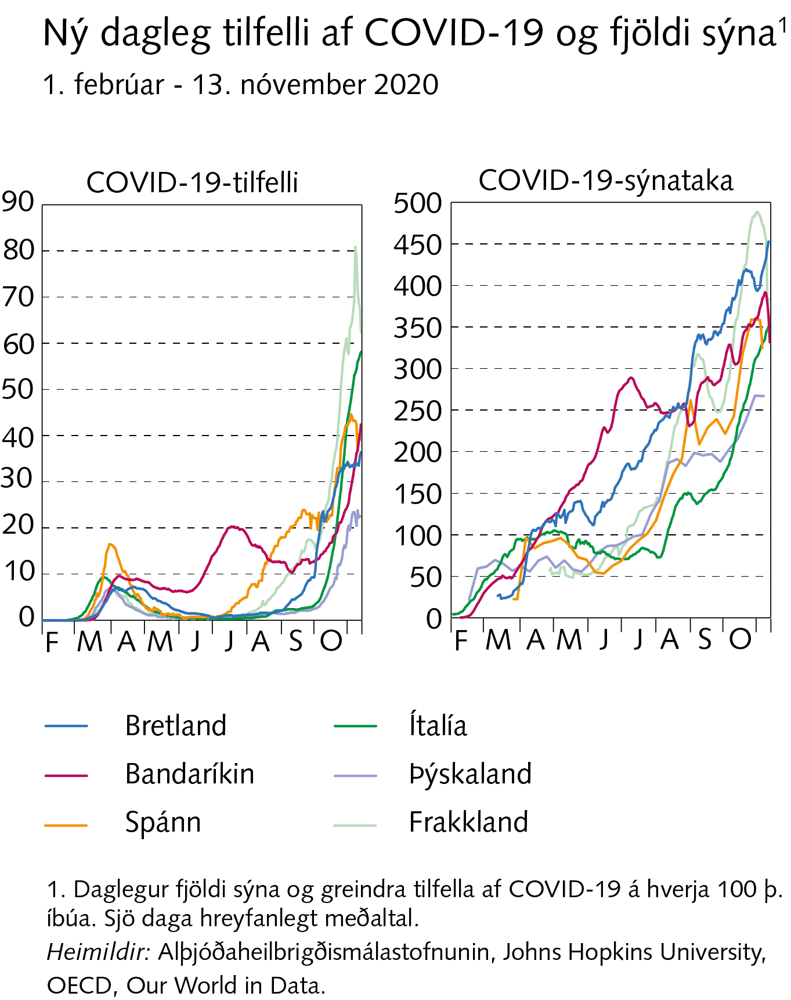 Ný dagleg tilfelli af COVID-19 og fjöldi sýna¹
1. febrúar - 13. nóvember 2020
COVID-19-tilfelli
90
80
70
60
50
40
30
20
10
0
F M A M J J A S O
COVID-19-sýnataka
500
450
400
350
300
250
200
150
100
50
0
F M A M J J A S O
Bretland
Bandaríkin
Spánn
Ítalía
Þýskaland
Frakkland
1. Daglegur fjöldi sýna og greindra tilfella af COVID-19 á hverja 100 þ.
íbúa. Sjö daga hreyfanlegt meðaltal.
Heimildir: Alþjóðaheilbrigðismálastofnunin, Johns Hopkins University,
OECD, Our World in Data.